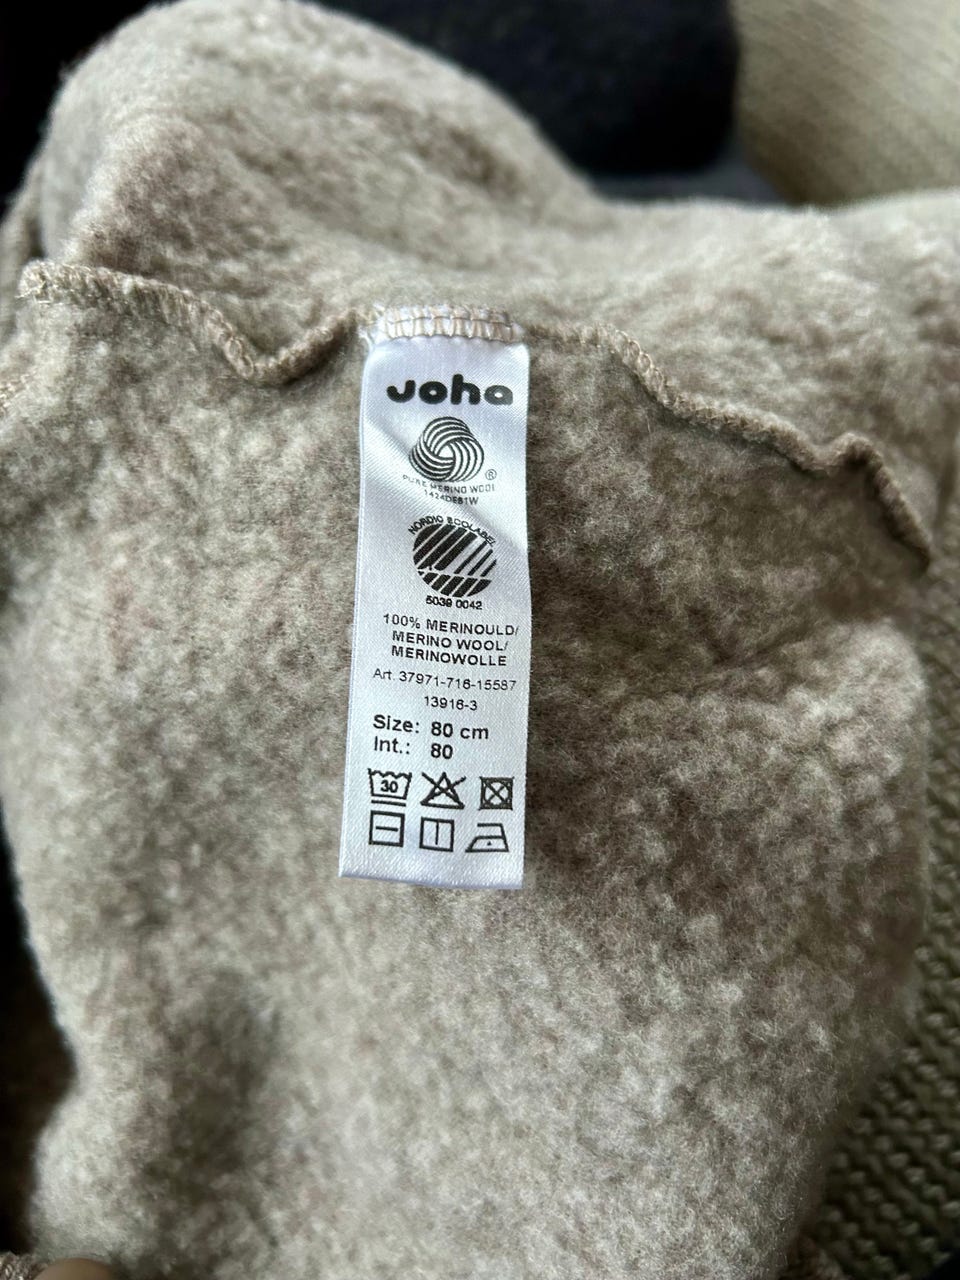 Joha
®
PURE MERINO WOOL
1424DE81W
NORDIC ECOLABEL
5039 0042
100% MERINOULD/
MERINO WOOL/
MERINOWOLLE
Art. 37971-716-15587
13916-3
Size: 80 cm
Int.: 80
30